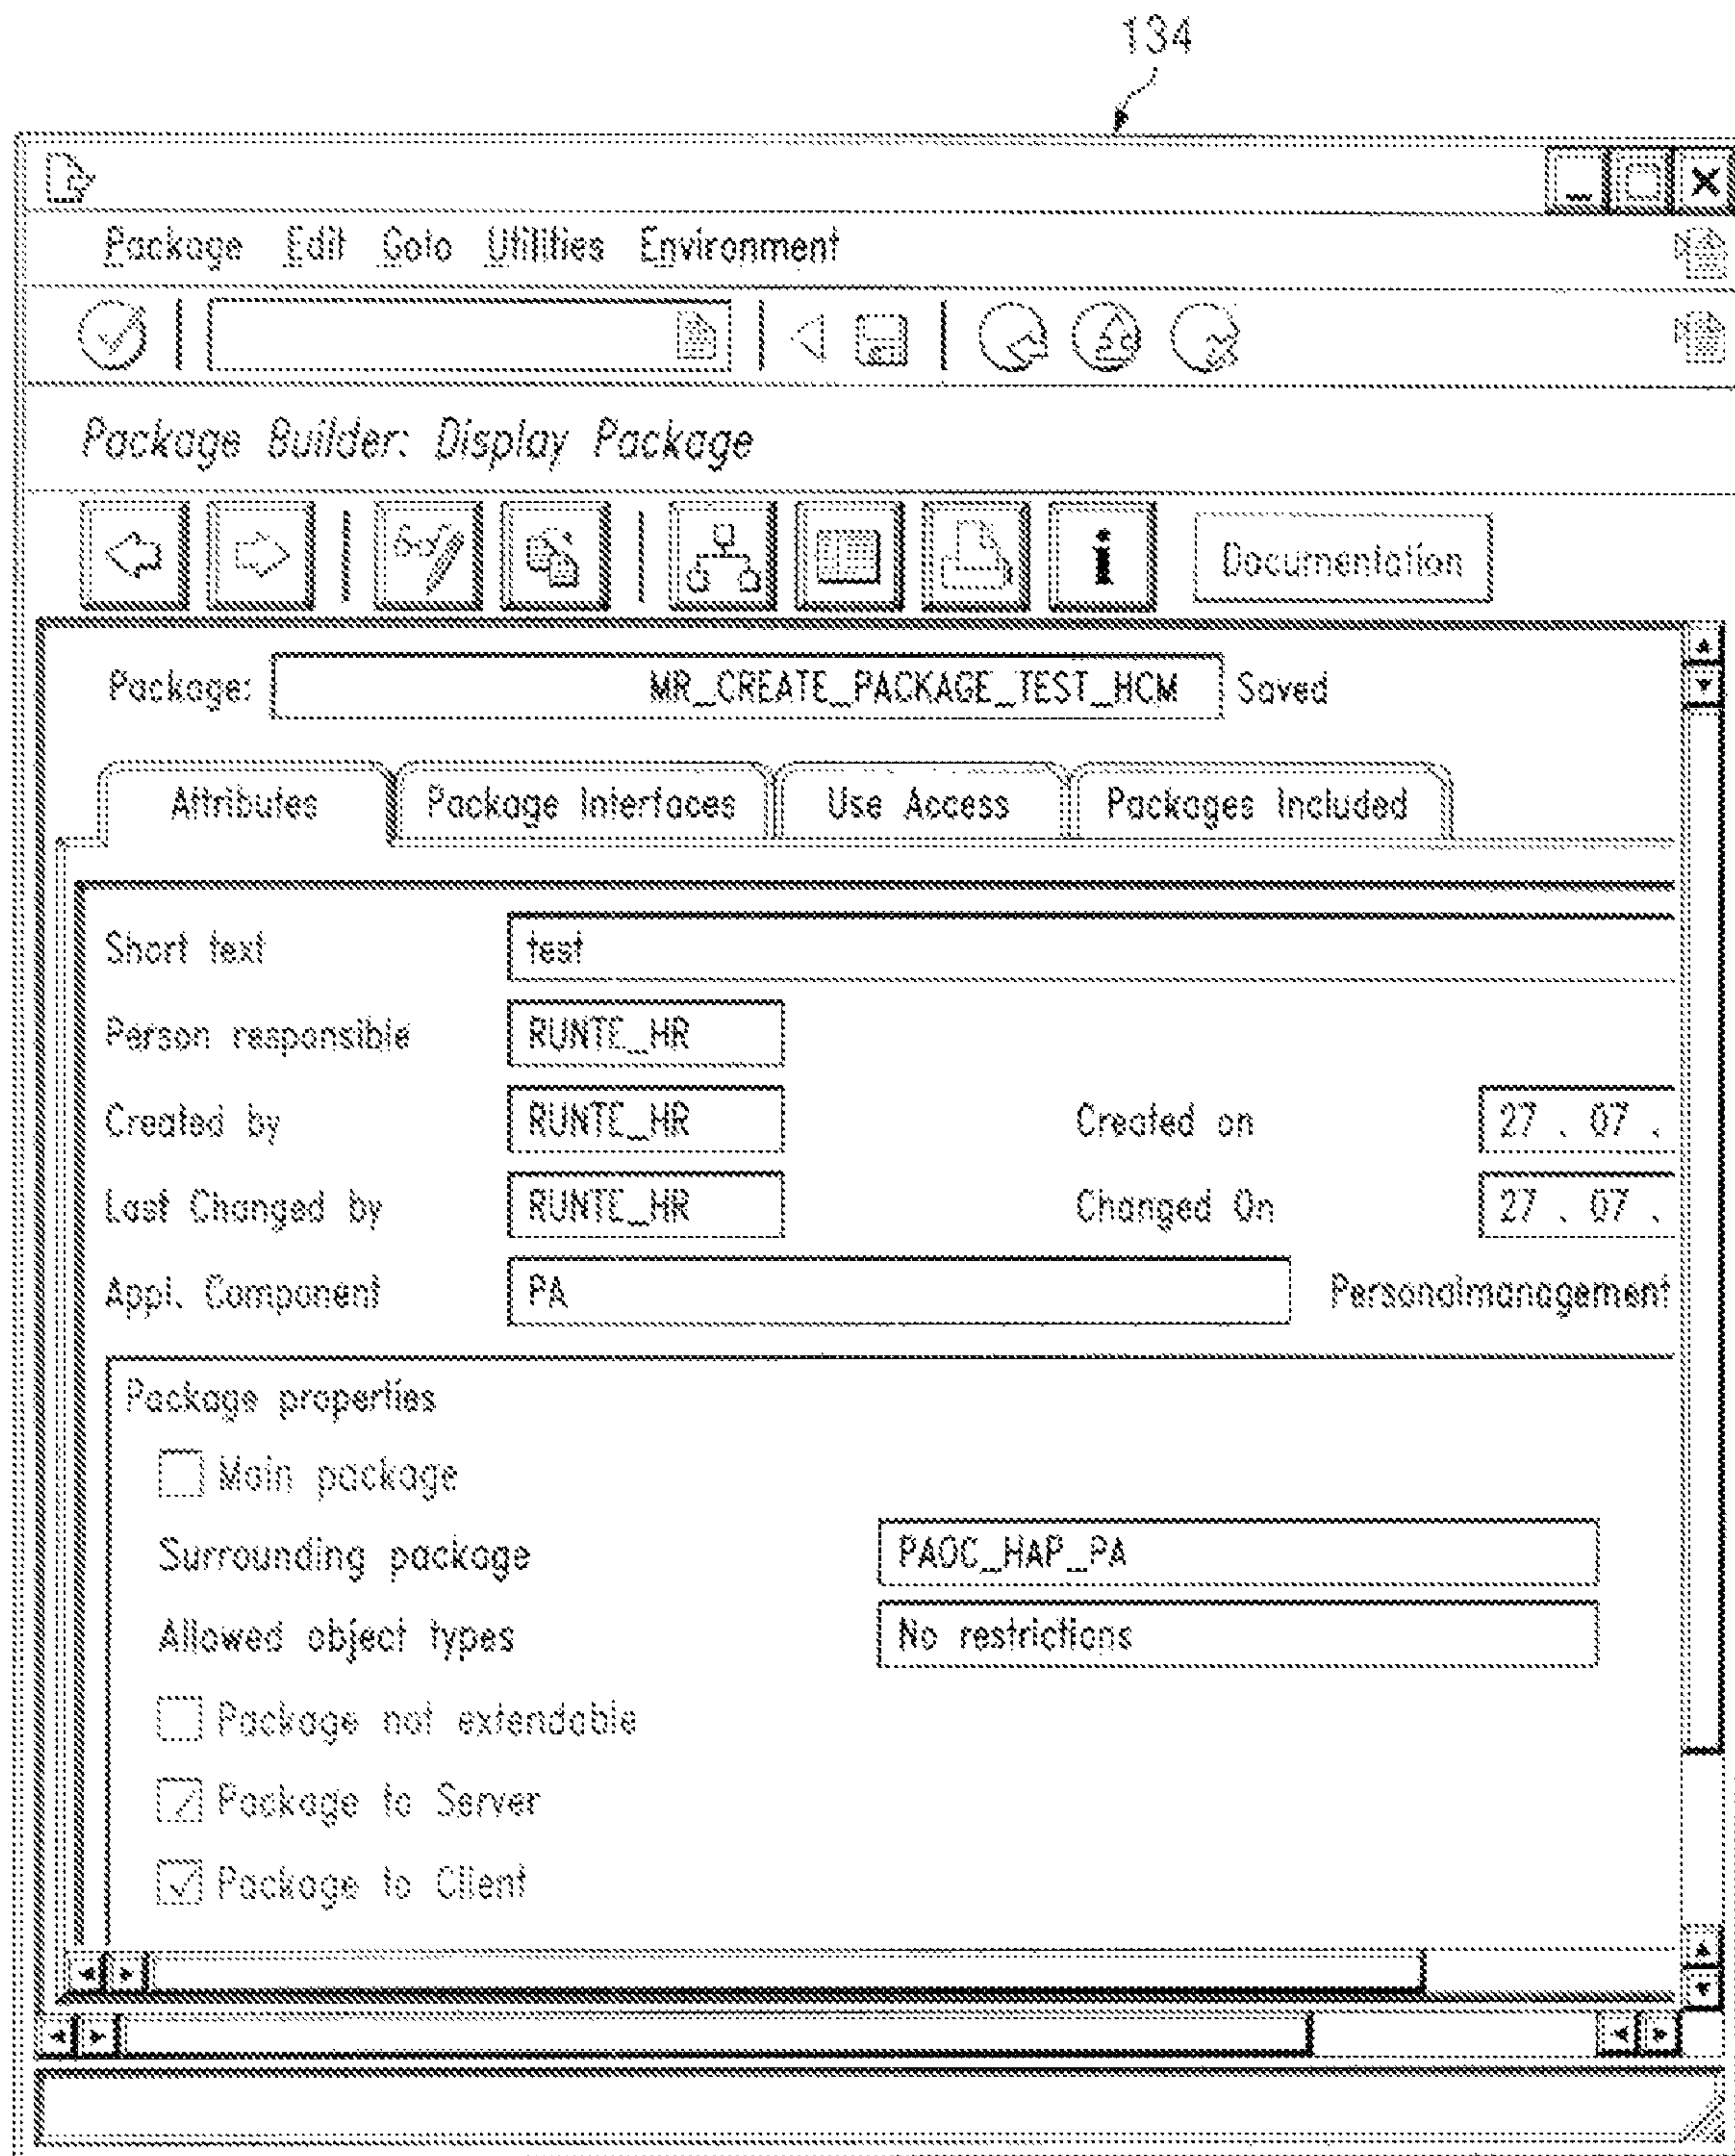 134
Package Edit Goto Utilities Environment
Package Builder: Display Package
i Documentation
Package: MR_CREATE_PACKAGE_TEST_HCM Saved
Attributes Package Interfaces Use Access Packages Included
Short text test
Person responsible RUNTE_HR
Created by RUNTE_HR Created on 27 . 07 .
Last Changed by RUNTE_HR Changed On 27 . 07 .
Appl. Component PA Personalmanagement
Package properties
Main package
Surrounding package PAOC_HAP_PA
Allowed object types No restrictions
Package not extendable
Package to Server
Package to Client